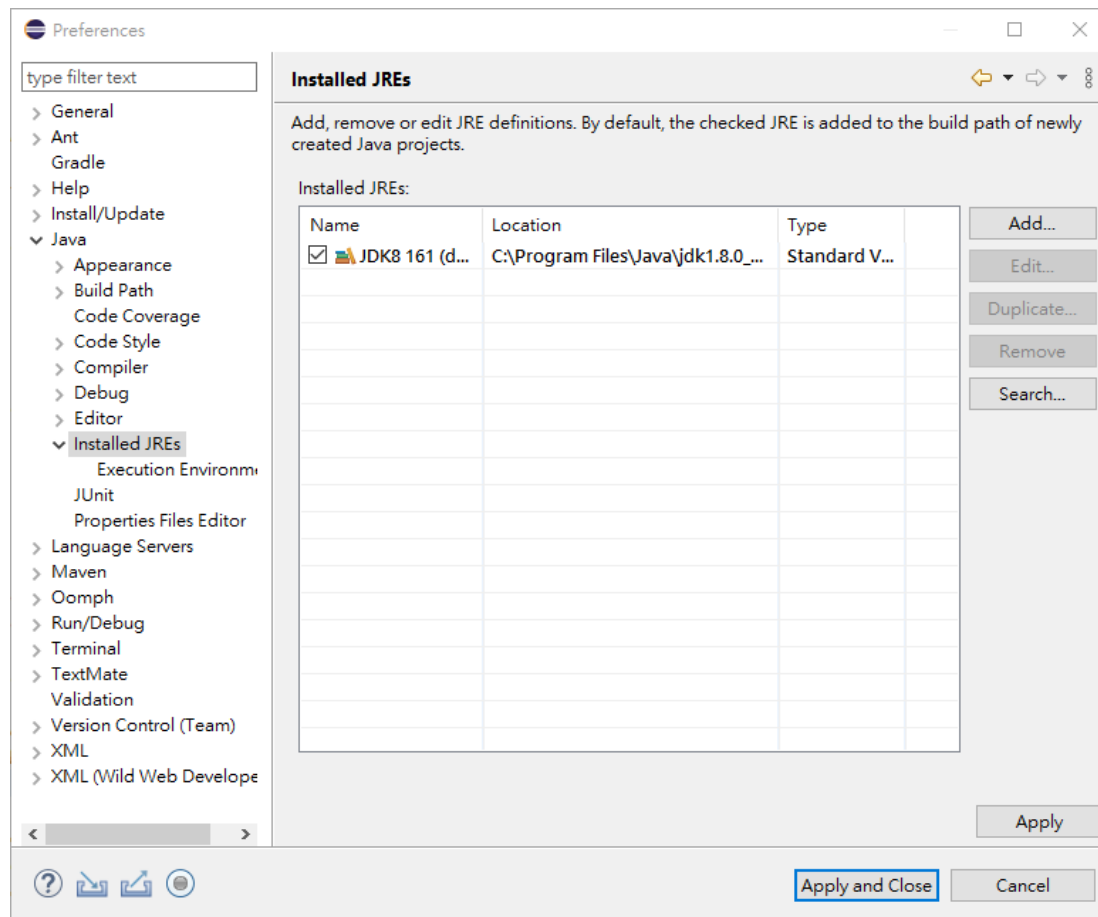 Preferences
type filter text
General
Ant
Gradle
Help
Install/Update
Java
Appearance
Build Path
Code Coverage
Code Style
Compiler
Debug
Editor
Installed JREs
Execution Environme
JUnit
Properties Files Editor
Language Servers
Maven
Oomph
Run/Debug
Terminal
TextMate
Validation
Version Control (Team)
XML
XML (Wild Web Develope
Installed JREs
Add, remove or edit JRE definitions. By default, the checked JRE is added to the build path of newly
created Java projects.
Installed JREs:
Name Location Type
JDK8 161 (d... C:\Program Files\Java\jdk1.8.0_... Standard V...
Add...
Edit...
Duplicate...
Remove
Search...
Apply
Apply and Close Cancel